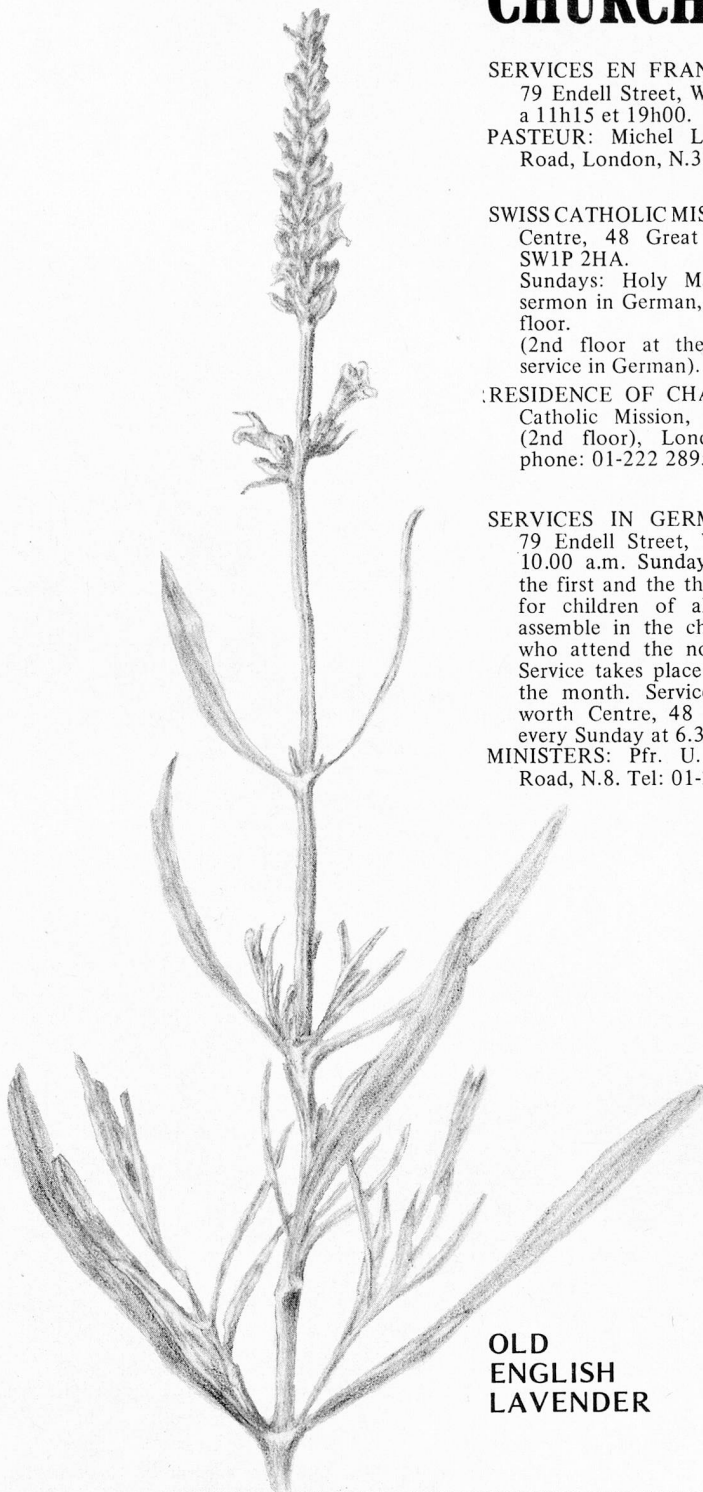 CHURCH
SERVICES EN FRAN
79 Endell Street, W
a 11h15 et 19h00.
PASTEUR: Michel L
Road, London, N.3
SWISS CATHOLIC MIS
Centre, 48 Great
SW1P 2HA.
Sundays: Holy M
sermon in German,
floor.
(2nd floor at the
service in German).
RESIDENCE OF CHA
Catholic Mission,
(2nd floor), Lond
phone: 01-222 289
SERVICES IN GERM
79 Endell Street,
10.00 a.m. Sunday
the first and the th
for children of a
assemble in the ch
who attend the no
Service takes place
the month. Service
worth Centre, 48
every Sunday at 6.3
MINISTERS: Pfr. U.
Road, N.8. Tel: 01-
OLD
ENGLISH
LAVENDER